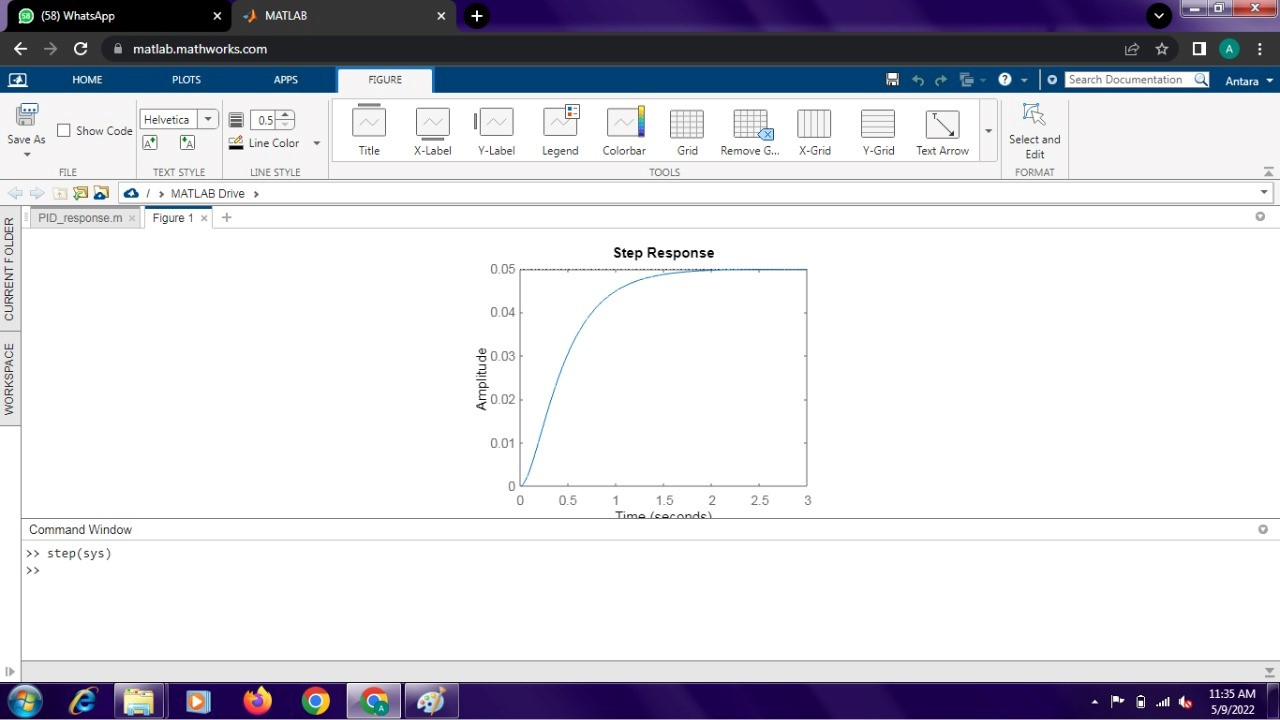 (58) WhatsApp
MATLAB
matlab.mathworks.com
A
HOME PLOTS APPS FIGURE
Search Documentation
Antara
Save As
Show Code
FILE
Helvetica
A A
TEXT STYLE
0.5
Line Color
LINE STYLE
Title X-Label Y-Label Legend Colorbar Grid Remove G... X-Grid Y-Grid Text Arrow
TOOLS
Select and
Edit
FORMAT
/ MATLAB Drive
CURRENT FOLDER
WORKSPACE
PID_response.m Figure 1
Step Response
0.05
0.04
0.03
0.02
0.01
0
Amplitude
0 0.5 1 1.5 2 2.5 3
Time (seconds)
Command Window
>> step(sys)
>>
11:35 AM
5/9/2022